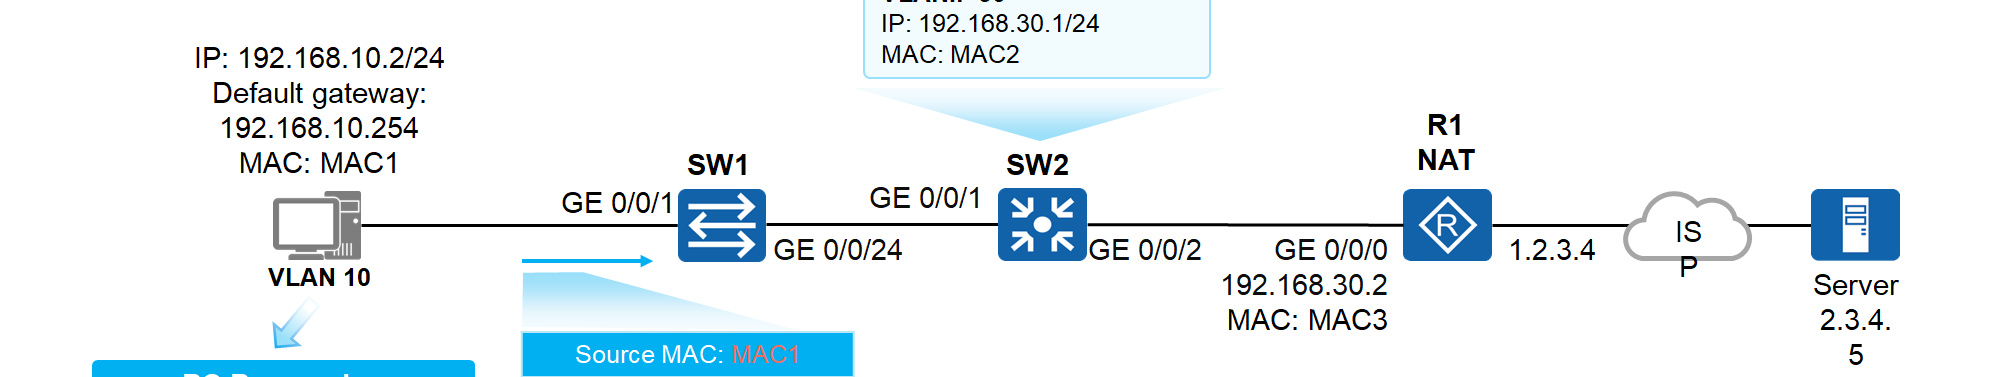 IP: 192.168.30.1/24
MAC: MAC2
IP: 192.168.10.2/24
Default gateway:
192.168.10.254
MAC: MAC1
VLAN 10
GE 0/0/1
SW1
GE 0/0/24
GE 0/0/1
SW2
GE 0/0/2
R1
NAT
R
GE 0/0/0
192.168.30.2
MAC: MAC3
1.2.3.4
IS
P
Server
2.3.4.
5
Source MAC: MAC1